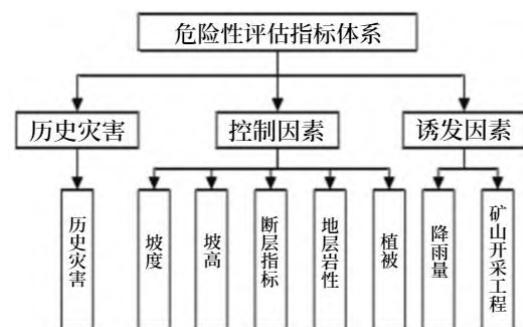 危险性评估指标体系
历史灾害
控制因素
诱发因素
历史灾害
坡度
坡高
断层指标
地层岩性
植被
降雨量
矿山开采工程